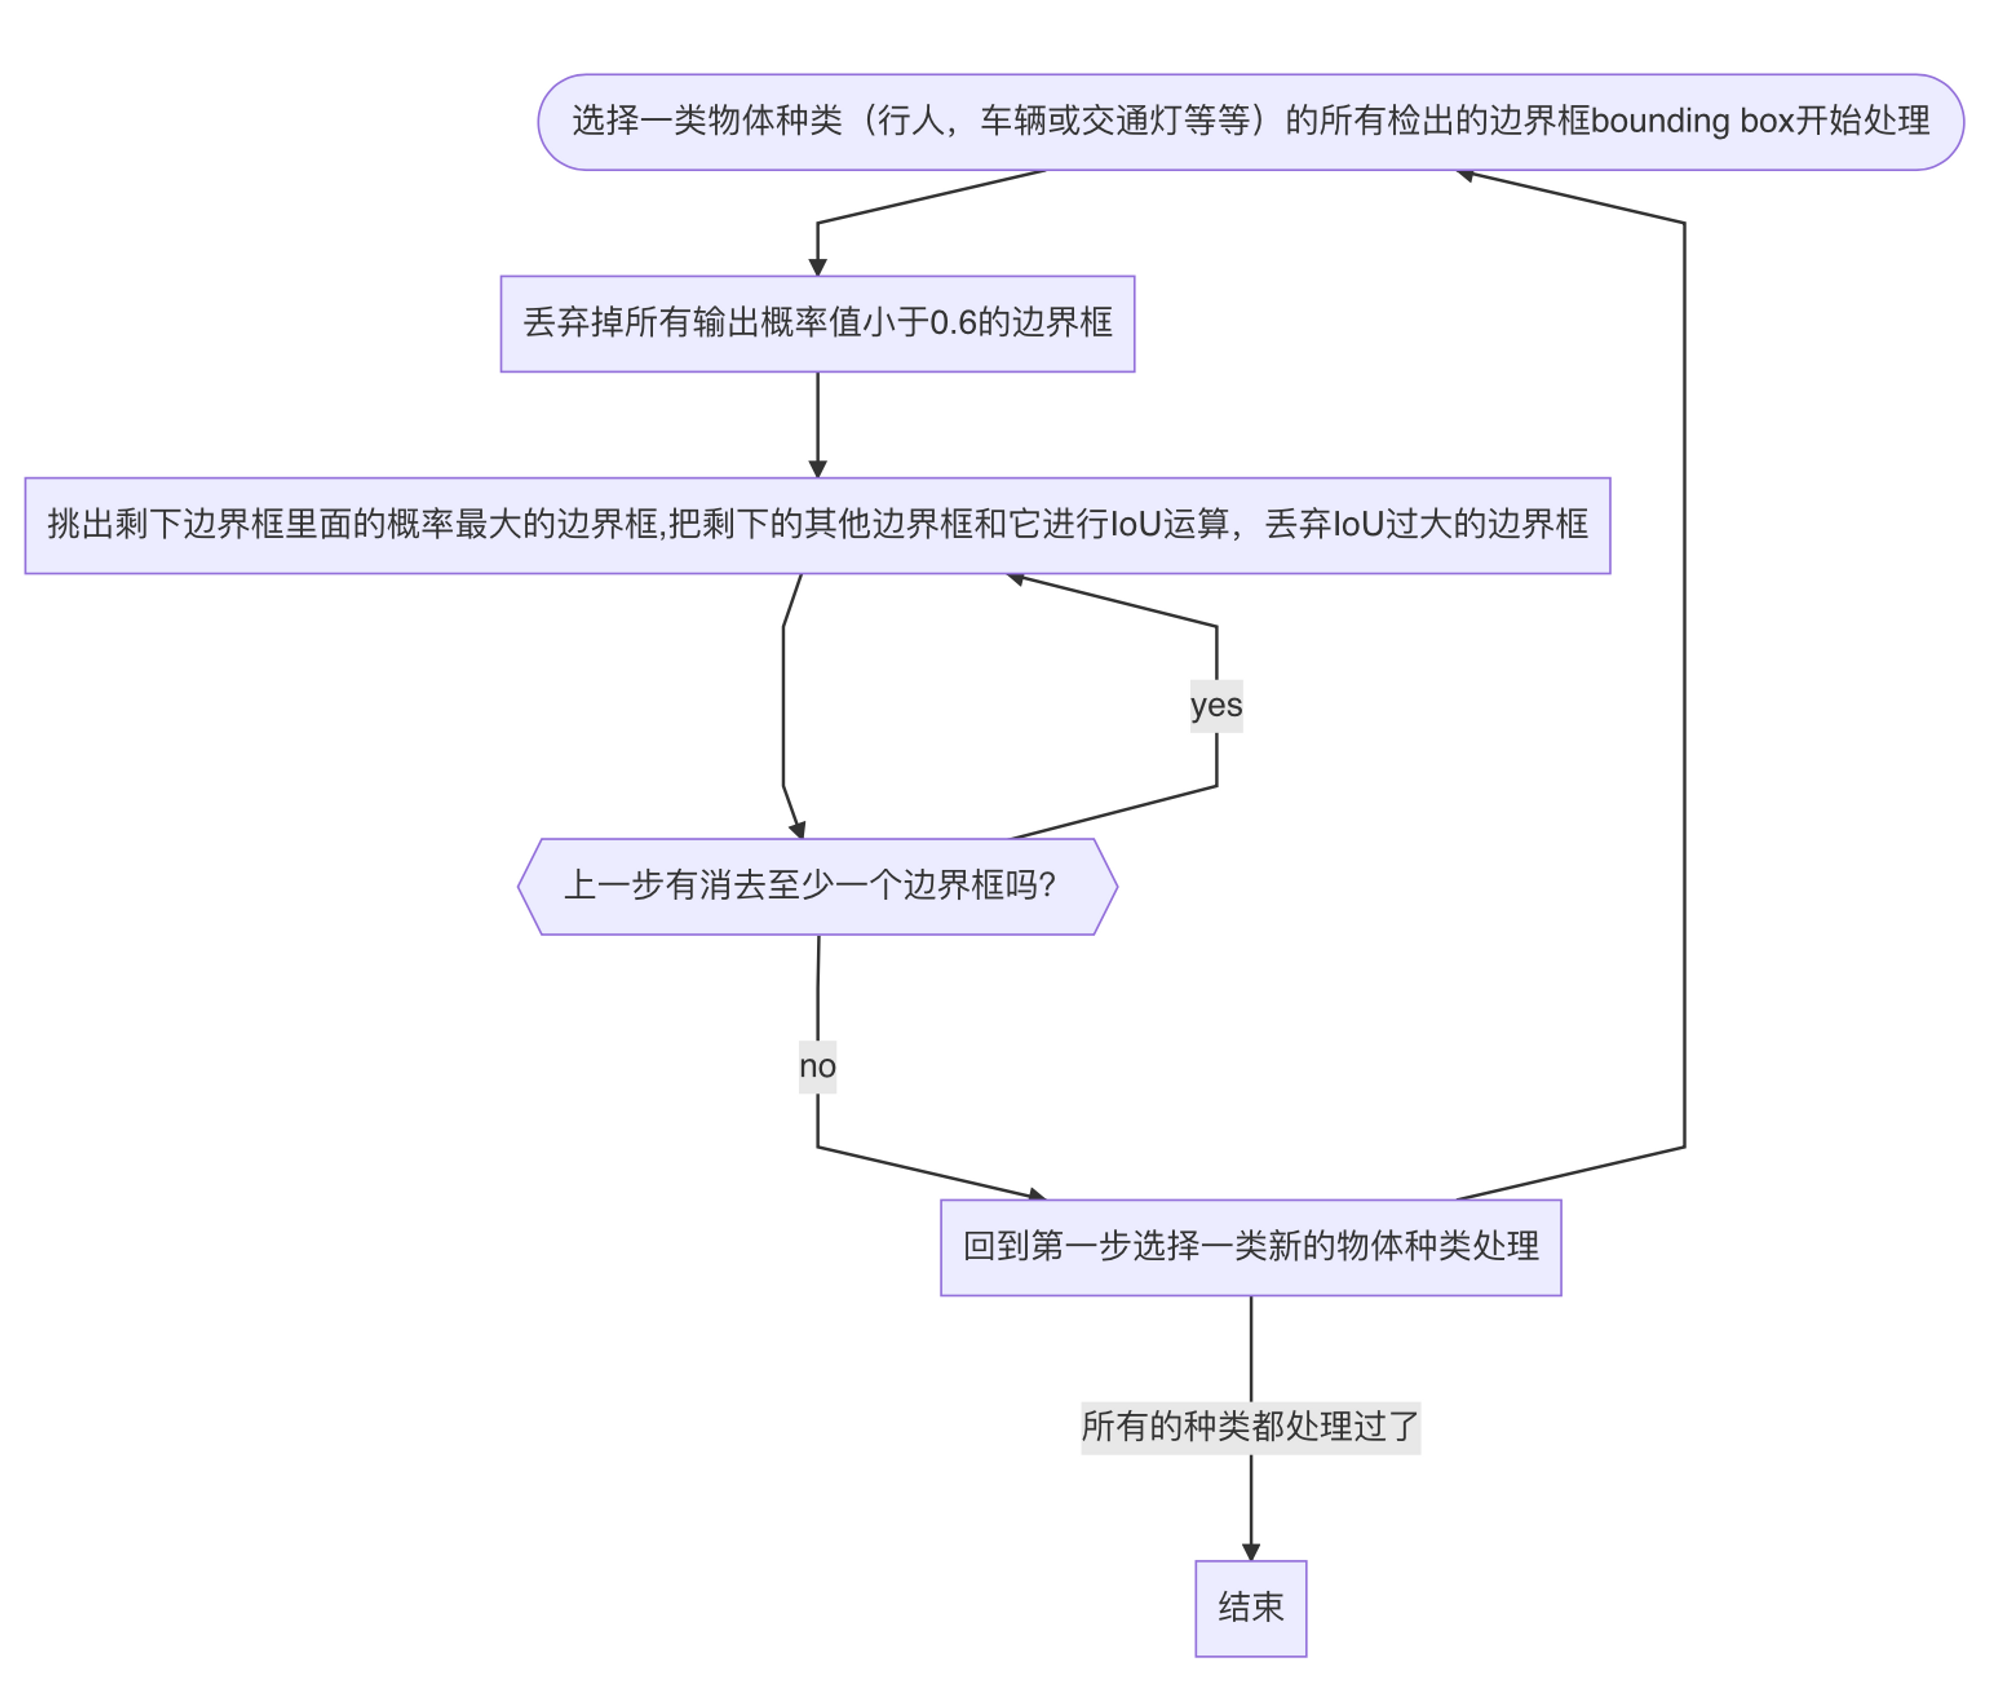 选择一类物体种类（行人，车辆或交通灯等等）的所有检出的边界框bounding box开始处理
丢弃掉所有输出概率值小于0.6的边界框
挑出剩下边界框里面的概率最大的边界框,把剩下的其他边界框和它进行IoU运算，丢弃IoU过大的边界框
yes
上一步有消去至少一个边界框吗?
no
回到第一步选择一类新的物体种类处理
所有的种类都处理过了
结束